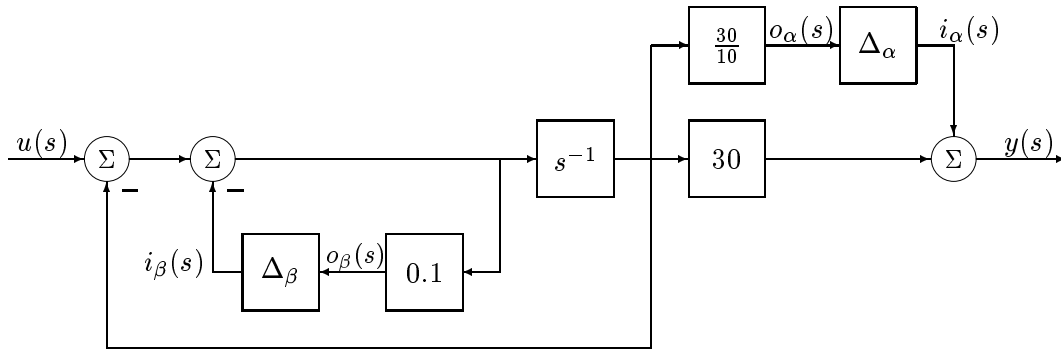 30/10
o_α(s)
Δ_α
i_α(s)
u(s)
Σ
Σ
s⁻¹
30
Σ
y(s)
−
−
i_β(s)
Δ_β
o_β(s)
0.1